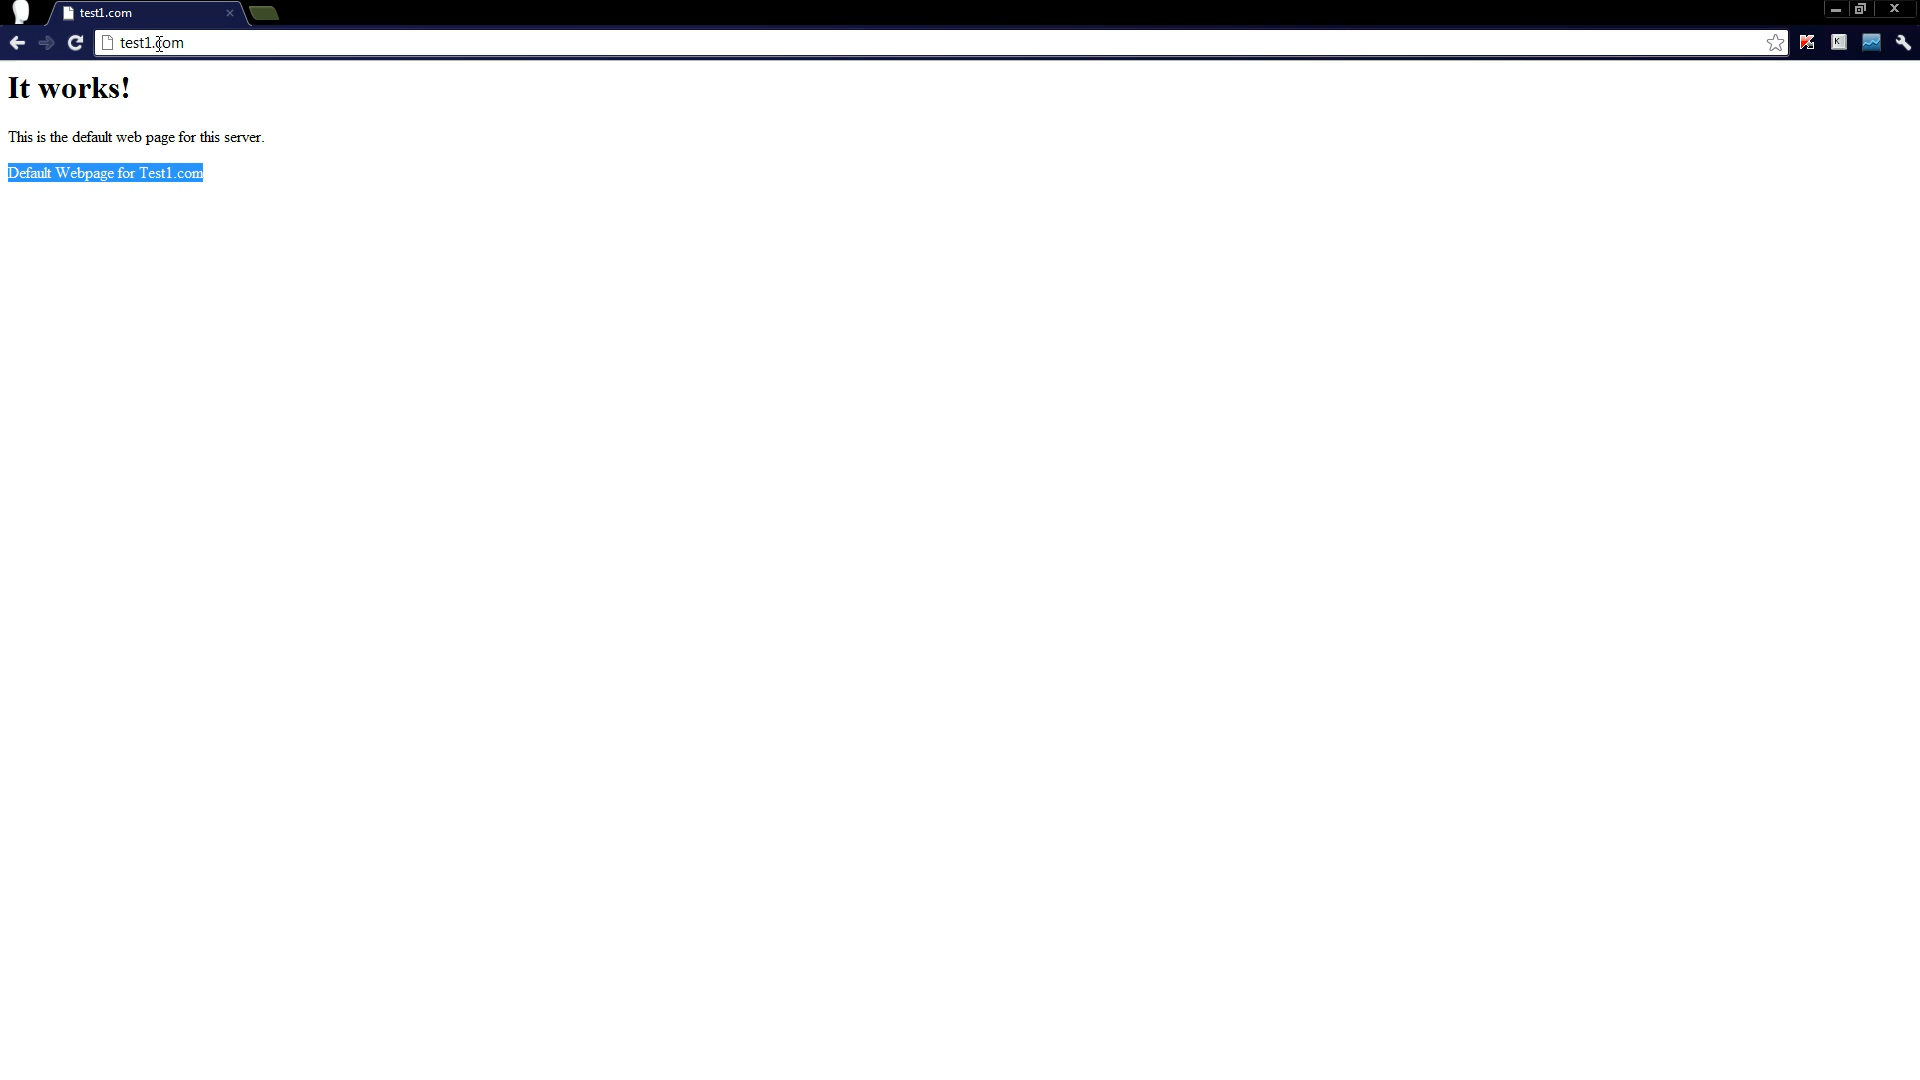 test1.com
test1.com
It works!
This is the default web page for this server.
Default Webpage for Test1.com